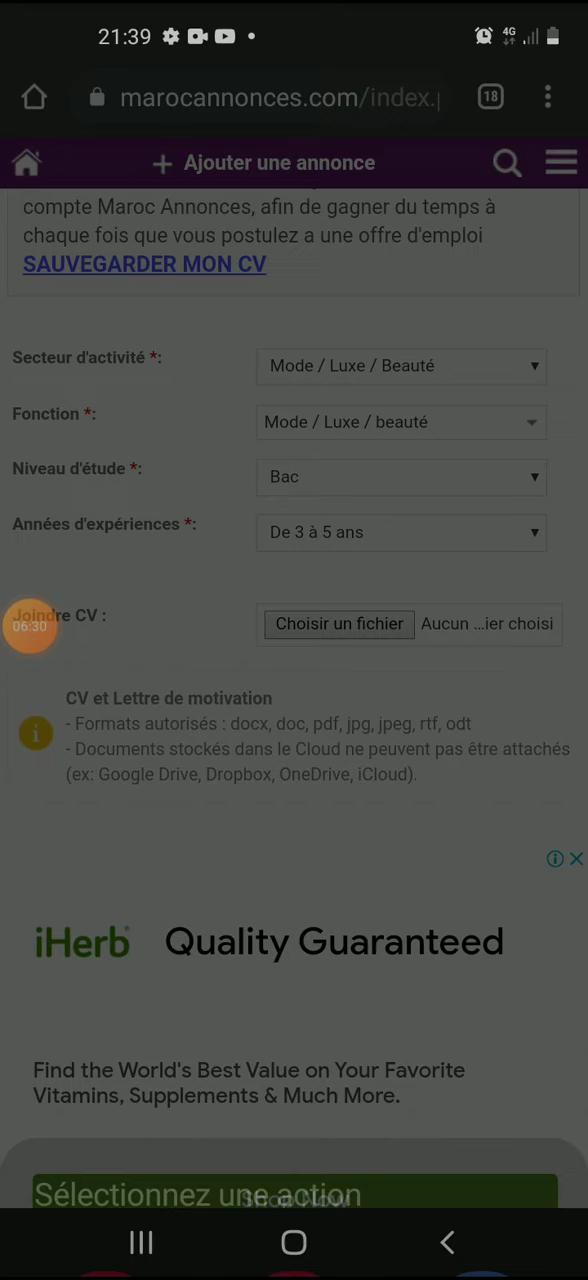 21:39
4G
marocannonces.com/index.p
18
+ Ajouter une annonce
compte Maroc Annonces, afin de gagner du temps à
chaque fois que vous postulez a une offre d'emploi
SAUVEGARDER MON CV
Secteur d'activité *: Mode / Luxe / Beauté
Fonction *: Mode / Luxe / beauté
Niveau d'étude *: Bac
Années d'expériences *: De 3 à 5 ans
Joindre CV : Choisir un fichier Aucun ...ier choisi
06:30
CV et Lettre de motivation
- Formats autorisés : docx, doc, pdf, jpg, jpeg, rtf, odt
- Documents stockés dans le Cloud ne peuvent pas être attachés
(ex: Google Drive, Dropbox, OneDrive, iCloud).
iHerb Quality Guaranteed
Find the World's Best Value on Your Favorite
Vitamins, Supplements & Much More.
Sélectionnez une action
Shop Now